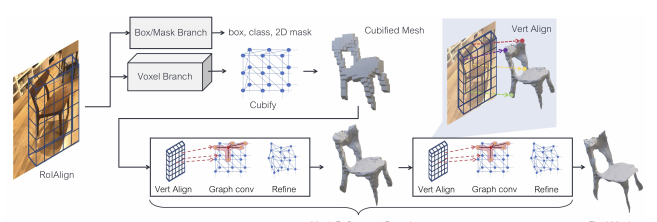 Box/Mask Branch
box, class, 2D mask
Cubified Mesh
Vert Align
Voxel Branch
Cubify
RoIAlign
Vert Align
Graph conv
Refine
Vert Align
Graph conv
Refine